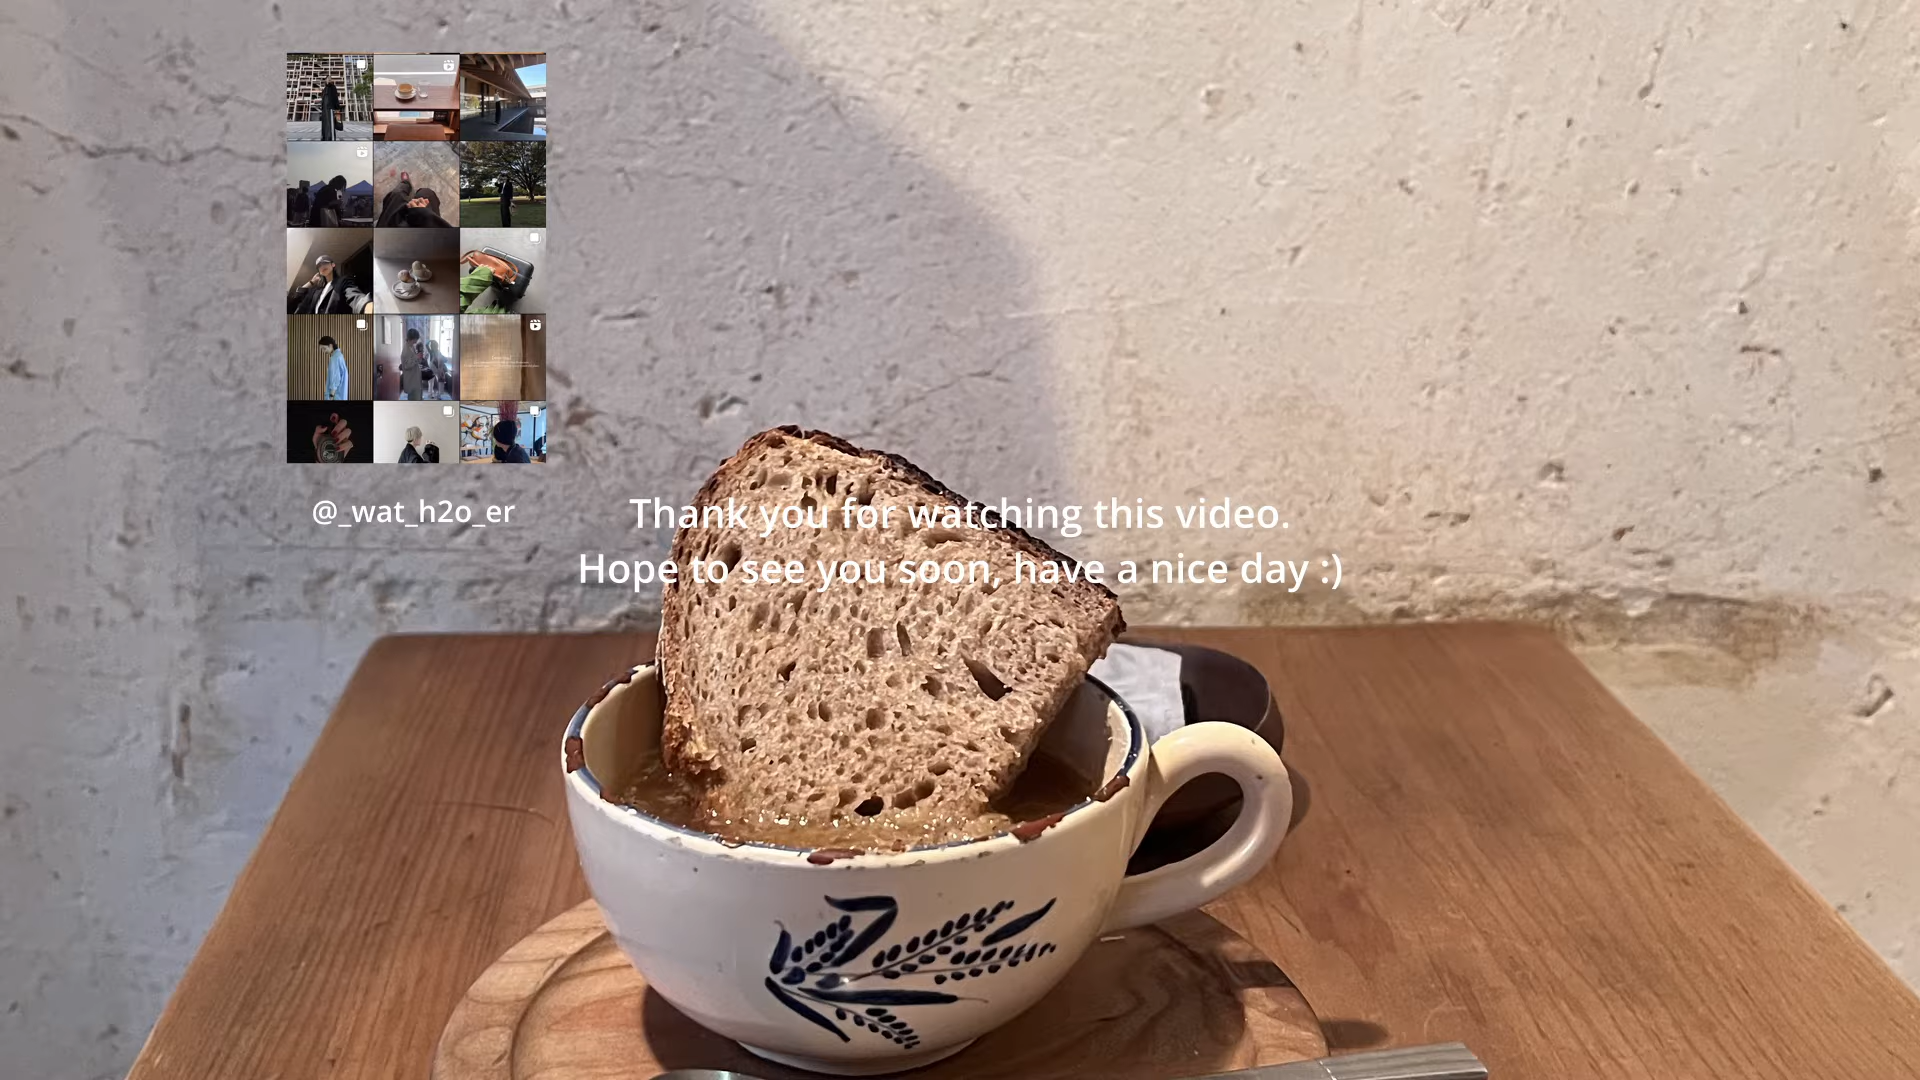 @_wat_h2o_er
Thank you for watching this video.
Hope to see you soon, have a nice day :)